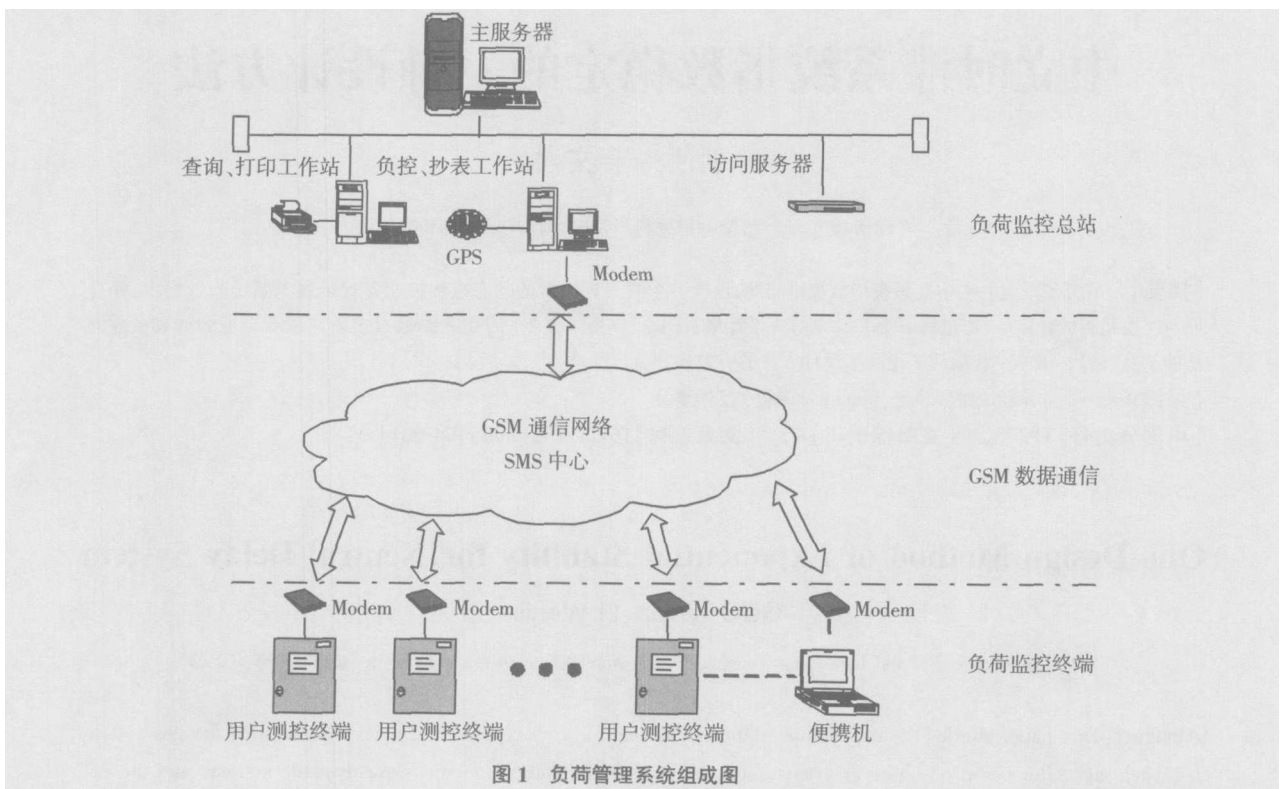 主服务器
查询、打印工作站
负控、抄表工作站
访问服务器
负荷监控总站
GPS
Modem
GSM 通信网络
SMS 中心
GSM 数据通信
Modem
Modem
Modem
Modem
负荷监控终端
用户测控终端
用户测控终端
用户测控终端
便携机
图1 负荷管理系统组成图